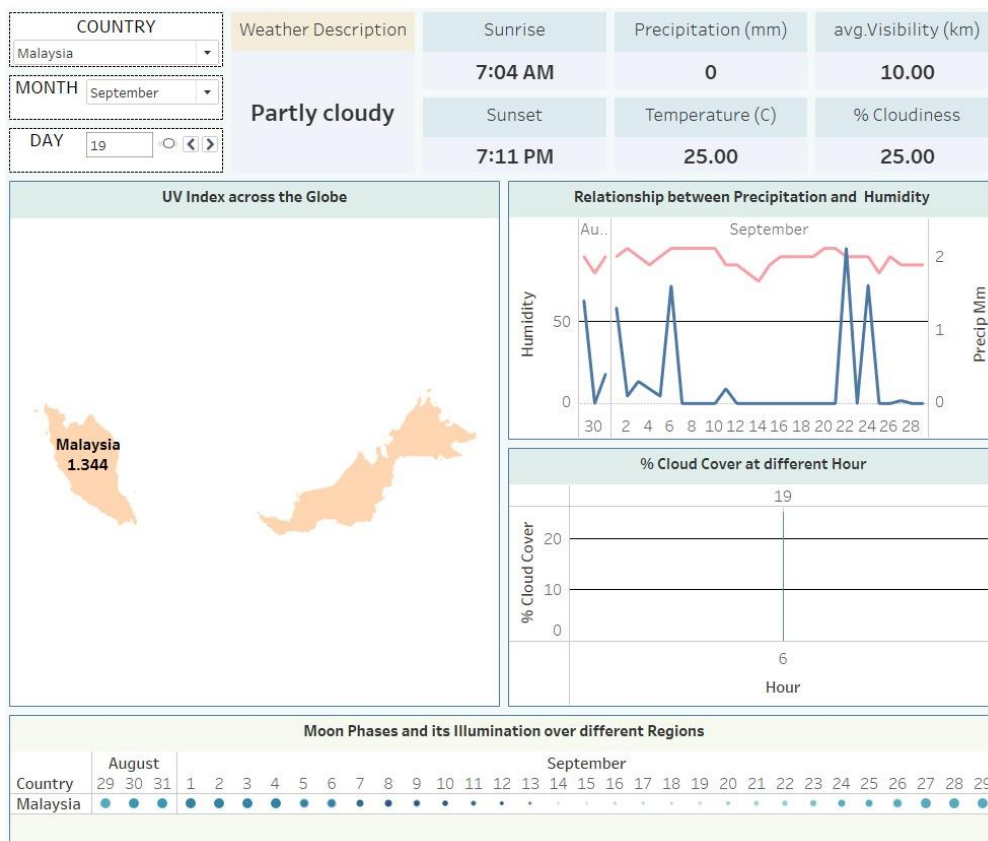 COUNTRY
Malaysia
MONTH
September
DAY
19
Weather Description
Partly cloudy
Sunrise
7:04 AM
Sunset
7:11 PM
Precipitation (mm)
0
Temperature (C)
25.00
avg.Visibility (km)
10.00
% Cloudiness
25.00
UV Index across the Globe
Malaysia
1.344
Relationship between Precipitation and Humidity
Au.. September
Humidity
50
0
2
1
0
Precip Mm
30 2 4 6 8 10 12 14 16 18 20 22 24 26 28
% Cloud Cover at different Hour
19
% Cloud Cover
20
10
0
6
Hour
Moon Phases and its Illumination over different Regions
August September
Country 29 30 31 1 2 3 4 5 6 7 8 9 10 11 12 13 14 15 16 17 18 19 20 21 22 23 24 25 26 27 28 29
Malaysia